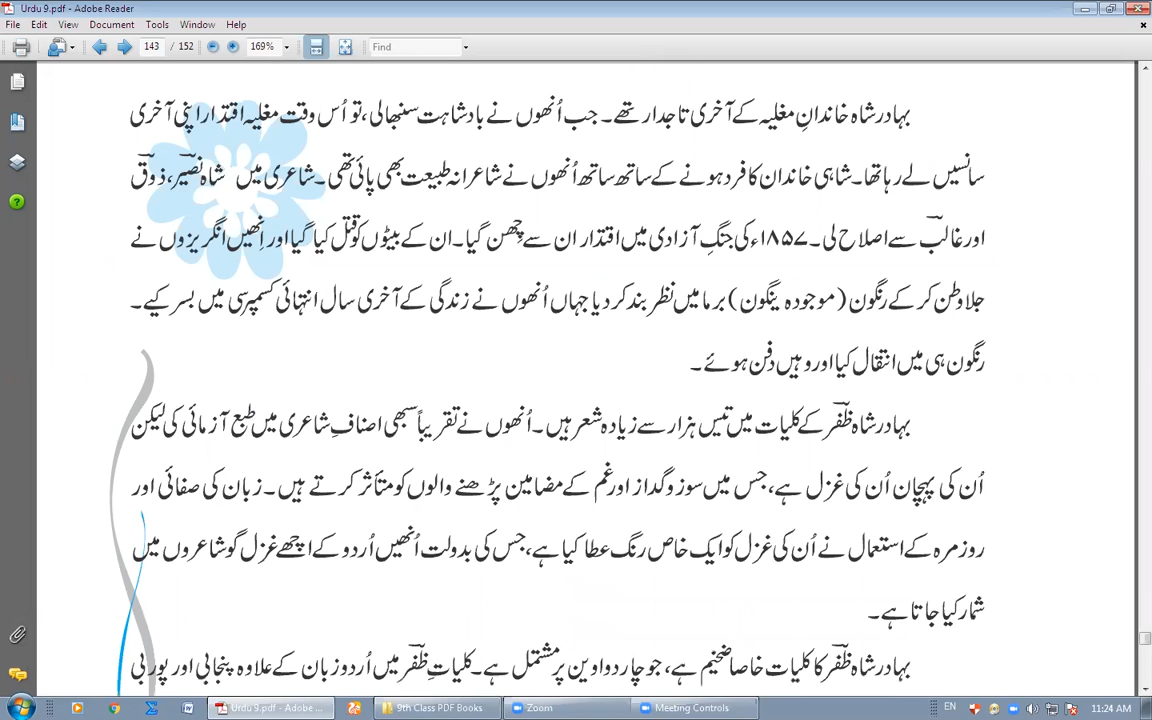 Urdu 9.pdf - Adobe Reader
File Edit View Document Tools Window Help
143 / 152 169% Find
بہادر شاہ خاندانِ مغلیہ کے آخری تاجدار تھے۔ جب اُنھوں نے بادشاہت سنبھالی، تو اُس وقت مغلیہ اقتدار اپنی آخری
سانسیں لے رہا تھا۔ شاہی خاندان کا فرد ہونے کے ساتھ ساتھ اُنھوں نے شاعرانہ طبیعت بھی پائی تھی۔ شاعری میں شاہ نصیرؔ، ذوقؔ
اور غالبؔ سے اصلاح لی۔ ۱۸۵۷ء کی جنگِ آزادی میں اقتدار ان سے چِھن گیا۔ ان کے بیٹوں کو قتل کیا گیا اور اِنھیں انگریزوں نے
جلاوطن کر کے رنگون (موجودہ ینگون) برما میں نظر بند کر دیا جہاں اُنھوں نے زندگی کے آخری سال انتہائی کسمپرسی میں بسر کیے۔
رنگون ہی میں انتقال کیا اور وہیں دفن ہوئے۔
بہادر شاہ ظفرؔ کے کلیات میں تیس ہزار سے زیادہ شعر ہیں۔ اُنھوں نے تقریباً سبھی اصنافِ شاعری میں طبع آزمائی کی لیکن
اُن کی پہچان اُن کی غزل ہے، جس میں سوز و گداز اور غم کے مضامین پڑھنے والوں کو متأثر کرتے ہیں۔ زبان کی صفائی اور
روزمرہ کے استعمال نے اُن کی غزل کو ایک خاص رنگ عطا کیا ہے، جس کی بدولت اُنھیں اُردو کے اچھے غزل گو شاعروں میں
شمار کیا جاتا ہے۔
بہادر شاہ ظفرؔ کا کلیات خاصا ضخیم ہے، جو چار دواوین پر مشتمل ہے۔ کلیاتِ ظفرؔ میں اُردو زبان کے علاوہ پنجابی اور پوربی
Urdu 9.pdf - Adobe ... 9th Class PDF Books Zoom Meeting Controls EN 11:24 AM